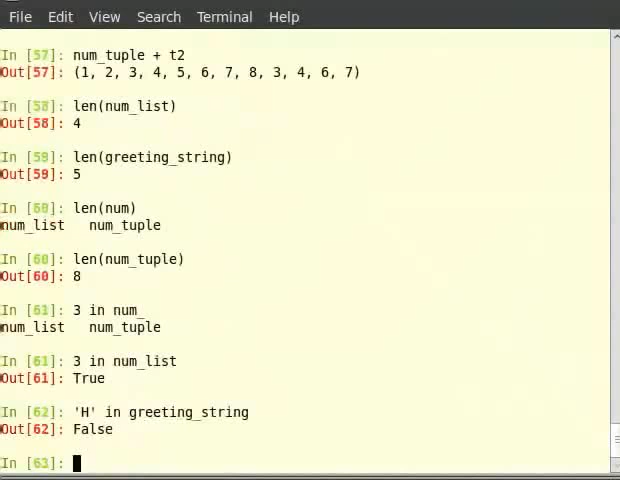 File Edit View Search Terminal Help
In [57]: num_tuple + t2
Out[57]: (1, 2, 3, 4, 5, 6, 7, 8, 3, 4, 6, 7)
In [58]: len(num_list)
Out[58]: 4
In [59]: len(greeting_string)
Out[59]: 5
In [60]: len(num)
num_list num_tuple
In [60]: len(num_tuple)
Out[60]: 8
In [61]: 3 in num_
num_list num_tuple
In [61]: 3 in num_list
Out[61]: True
In [62]: 'H' in greeting_string
Out[62]: False
In [63]: